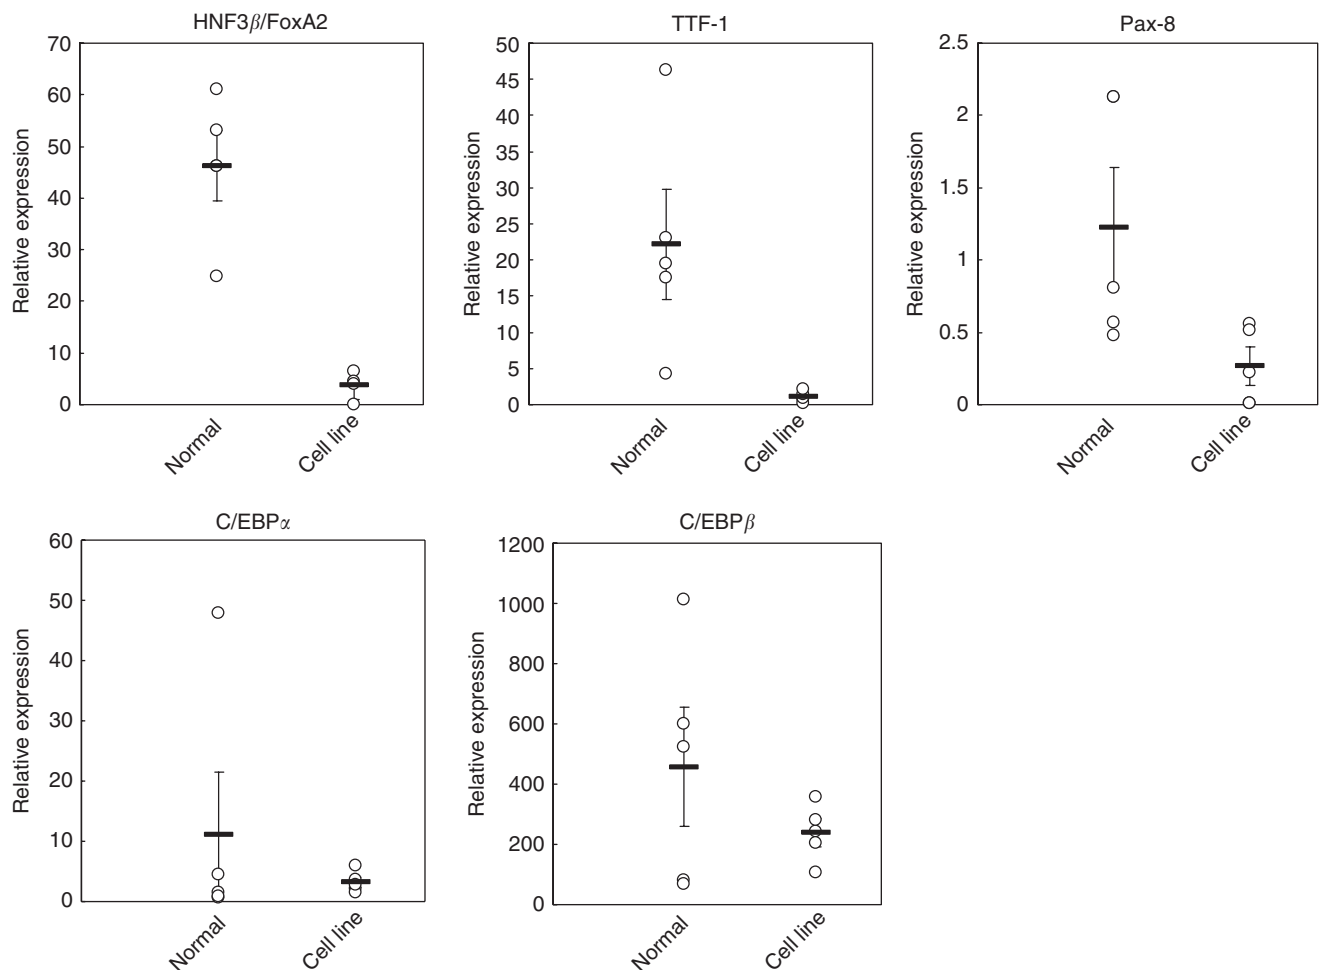 HNF3β/FoxA2
70
60
50
40
30
20
10
0
Relative expression
Normal
Cell line
TTF-1
50
45
40
35
30
25
20
15
10
5
0
Relative expression
Normal
Cell line
Pax-8
2.5
2
1.5
1
0.5
0
Relative expression
Normal
Cell line
C/EBPα
60
50
40
30
20
10
0
Relative expression
Normal
Cell line
C/EBPβ
1200
1000
800
600
400
200
0
Relative expression
Normal
Cell line